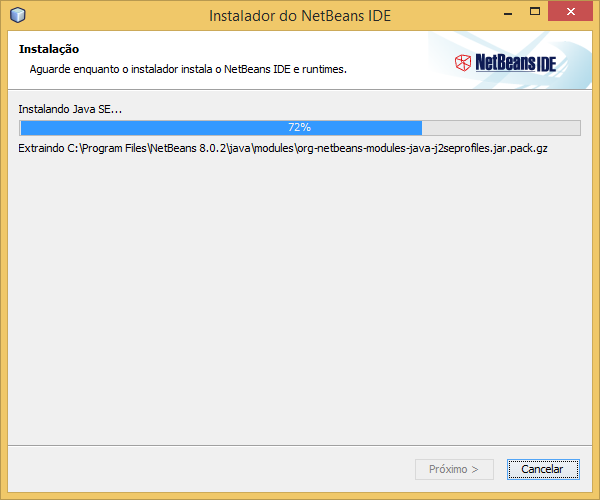 Instalador do NetBeans IDE
Instalação
Aguarde enquanto o instalador instala o NetBeans IDE e runtimes.
NetBeans IDE
Instalando Java SE...
72%
Extraindo C:\Program Files\NetBeans 8.0.2\java\modules\org-netbeans-modules-java-j2seprofiles.jar.pack.gz
Próximo >
Cancelar